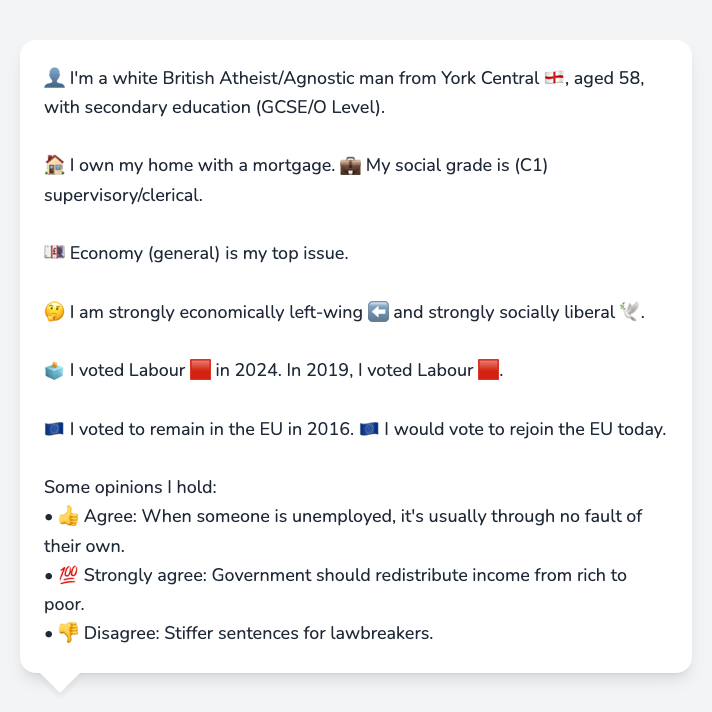 👤 I'm a white British Atheist/Agnostic man from York Central 🏴󠁧󠁢󠁥󠁮󠁧󠁿, aged 58,
with secondary education (GCSE/O Level).
🏠 I own my home with a mortgage. 💼 My social grade is (C1)
supervisory/clerical.
💷 Economy (general) is my top issue.
🤔 I am strongly economically left-wing ⬅️ and strongly socially liberal 🕊️.
🗳️ I voted Labour 🟥 in 2024. In 2019, I voted Labour 🟥.
🇪🇺 I voted to remain in the EU in 2016. 🇪🇺 I would vote to rejoin the EU today.
Some opinions I hold:
• 👍 Agree: When someone is unemployed, it's usually through no fault of
their own.
• 💯 Strongly agree: Government should redistribute income from rich to
poor.
• 👎 Disagree: Stiffer sentences for lawbreakers.